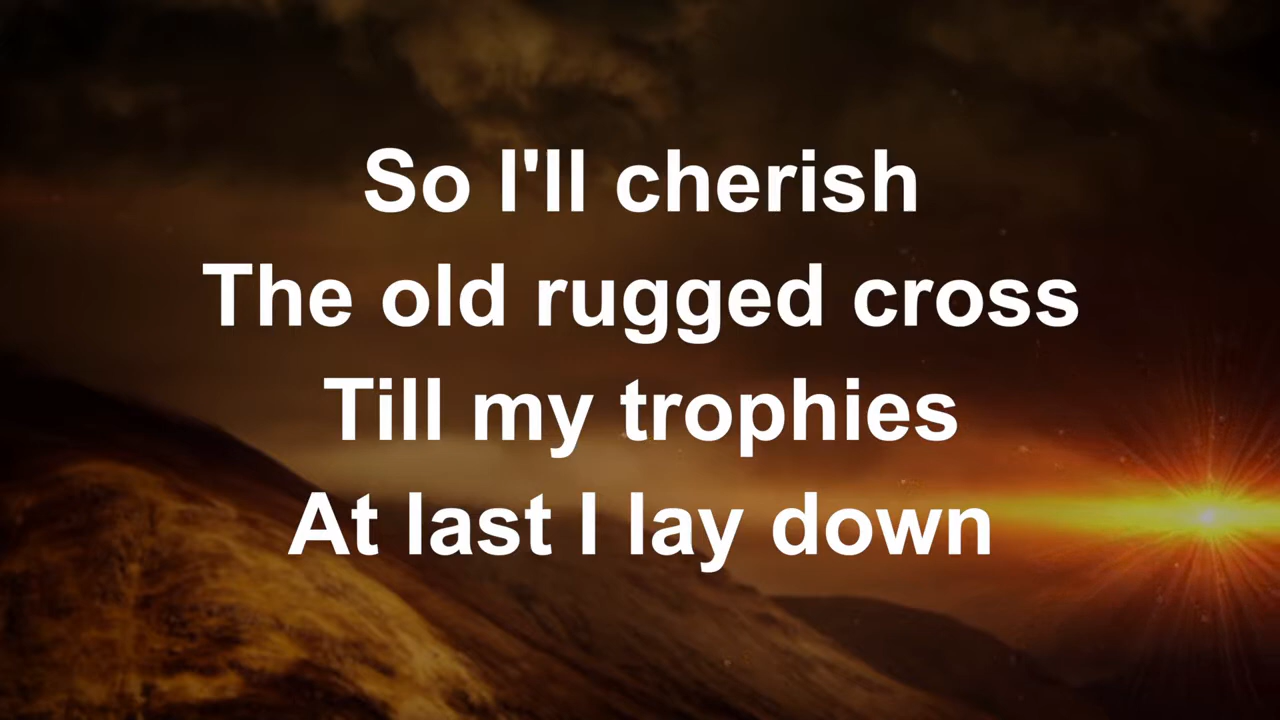 So I'll cherish
The old rugged cross
Till my trophies
At last I lay down